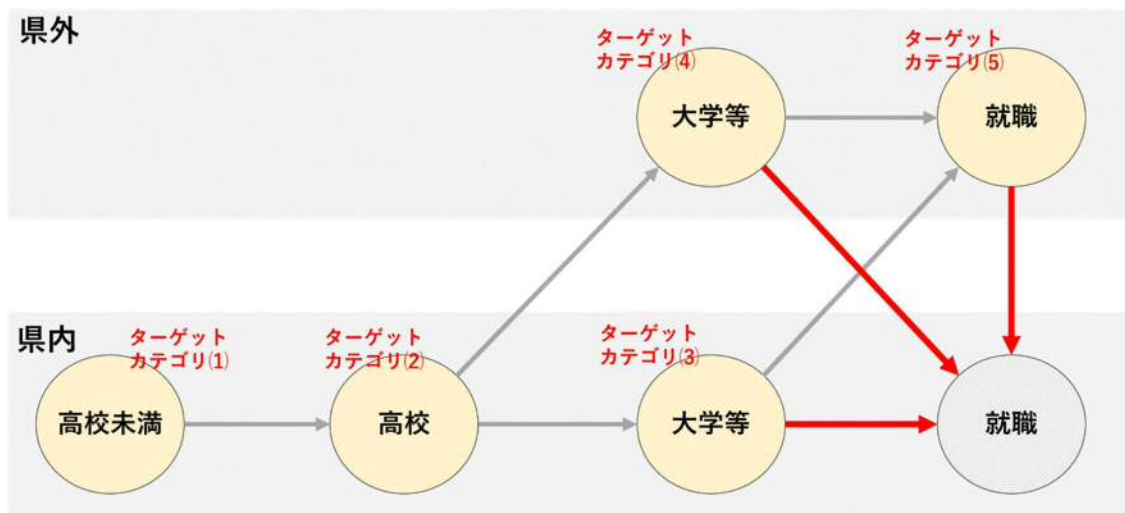 県外
ターゲット
カテゴリ(4)
大学等
ターゲット
カテゴリ(5)
就職
県内
ターゲット
カテゴリ(1)
高校未満
ターゲット
カテゴリ(2)
高校
ターゲット
カテゴリ(3)
大学等
就職